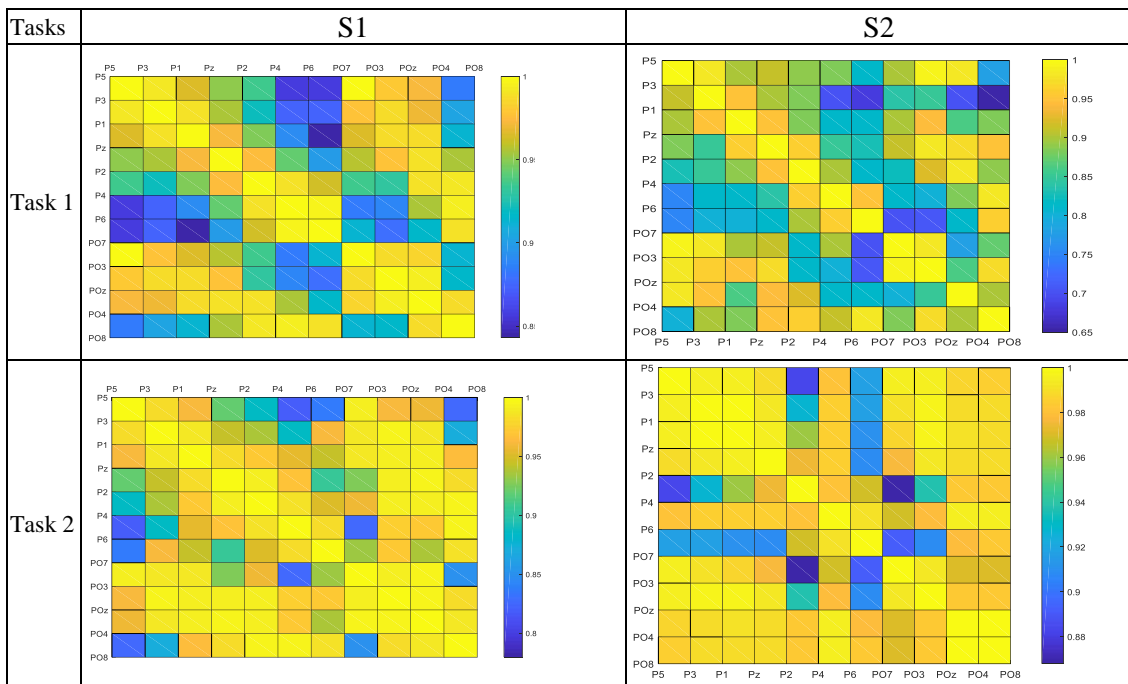 Tasks S1 S2
Task 1
P5 P3 P1 Pz P2 P4 P6 PO7 PO3 POz PO4 PO8
P5
P3
P1
Pz
P2
P4
P6
PO7
PO3
POz
PO4
PO8
1
0.9
0.9
0.8
P5
P3
P1
Pz
P2
P4
P6
PO7
PO3
POz
PO4
PO8
P5 P3 P1 Pz P2 P4 P6 PO7 PO3 POz PO4 PO8
1
0.95
0.9
0.85
0.8
0.75
0.7
0.65
Task 2
P5 P3 P1 Pz P2 P4 P6 PO7 PO3 POz PO4 PO8
P5
P3
P1
Pz
P2
P4
P6
PO7
PO3
POz
PO4
PO8
1
0.95
0.9
0.85
0.8
P5
P3
P1
Pz
P2
P4
P6
PO7
PO3
POz
PO4
PO8
P5 P3 P1 Pz P2 P4 P6 PO7 PO3 POz PO4 PO8
1
0.98
0.96
0.94
0.92
0.9
0.88